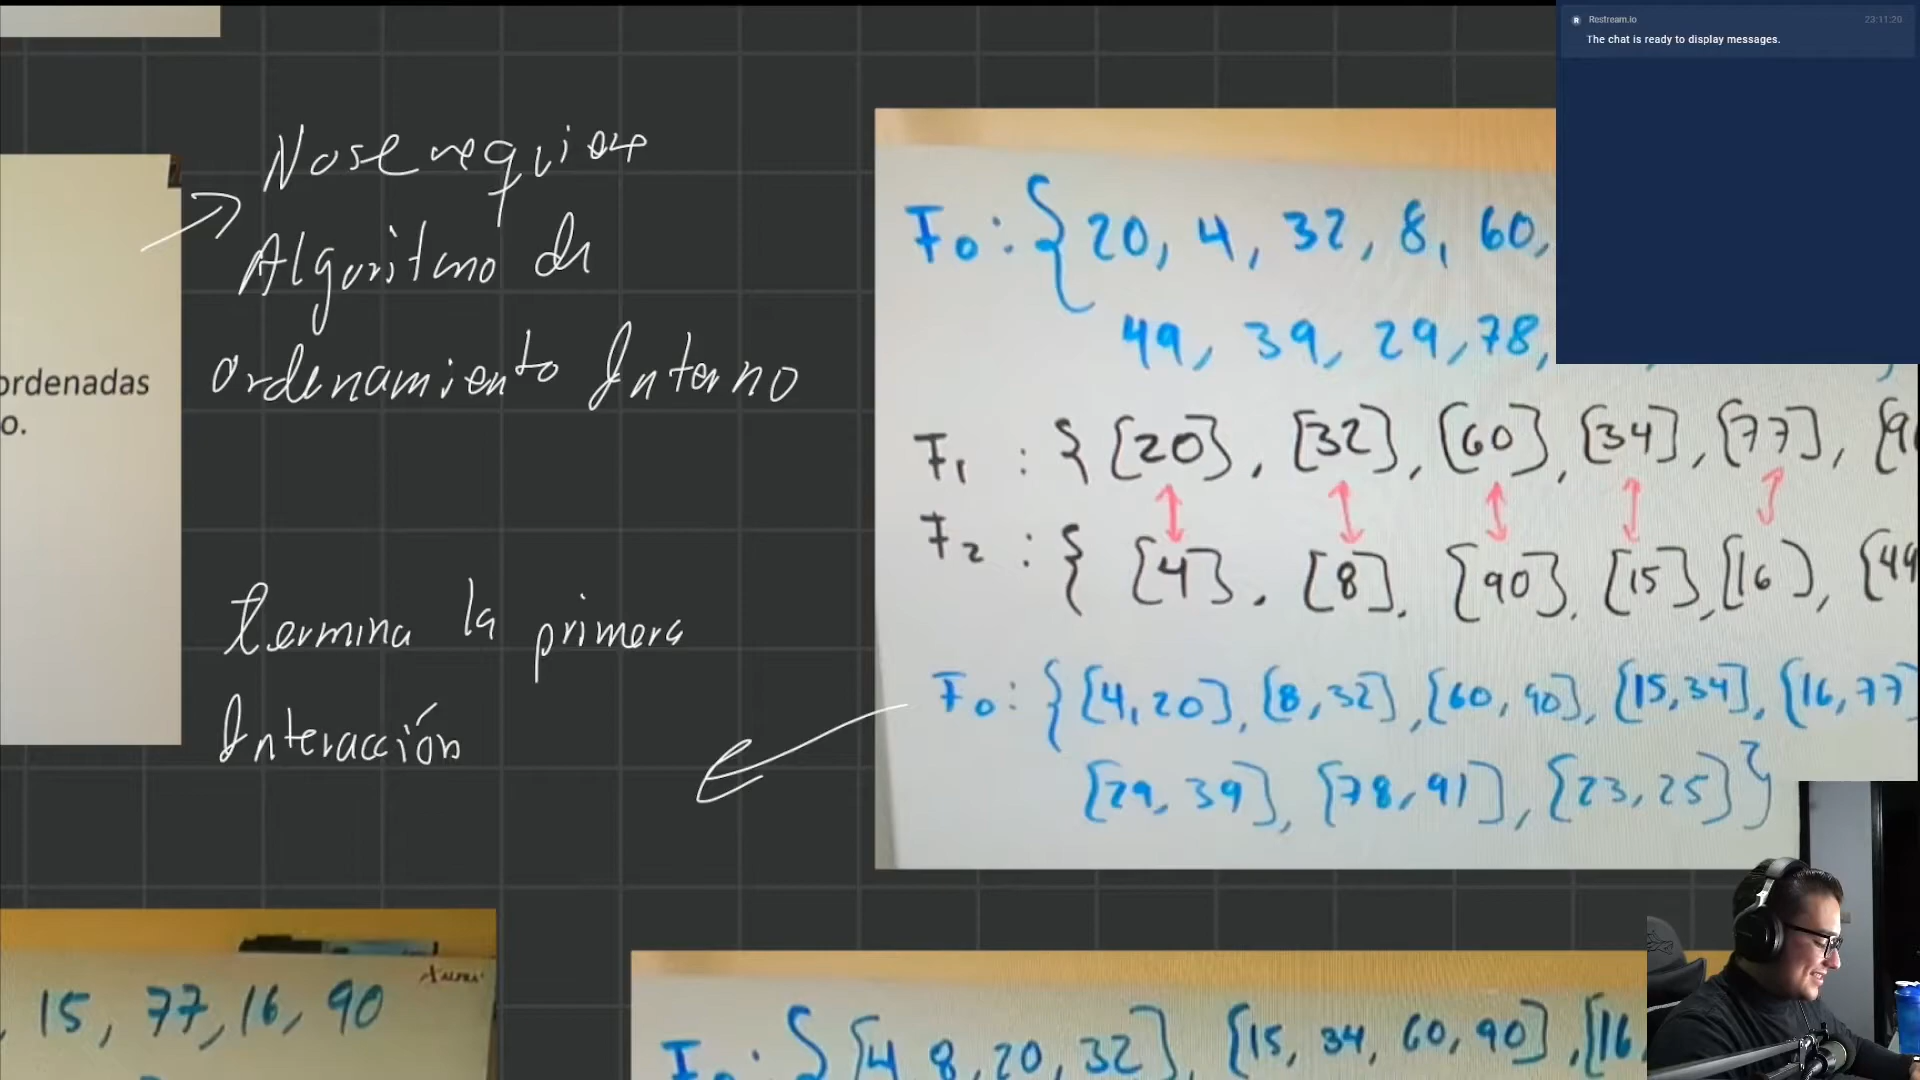 Restream.io 23:11:20
The chat is ready to display messages.
No se requiere
Algoritmo de
ordenamiento Interno
ordenadas
o.
termina la primera
Interacción
F0: { 20, 4, 32, 8, 60,
49, 39, 29, 78,
F1 : { [20], [32], [60], [34], [77],
F2 : { [4], [8], [90], [15], [16],
F0: { [4,20], [8,32], [60,90], [15,34], [16,77]
[29,39], [78,91], [23,25] }
15, 77, 16, 90
F0: { [4, 8, 20, 32], [15, 34, 60, 90], [16,